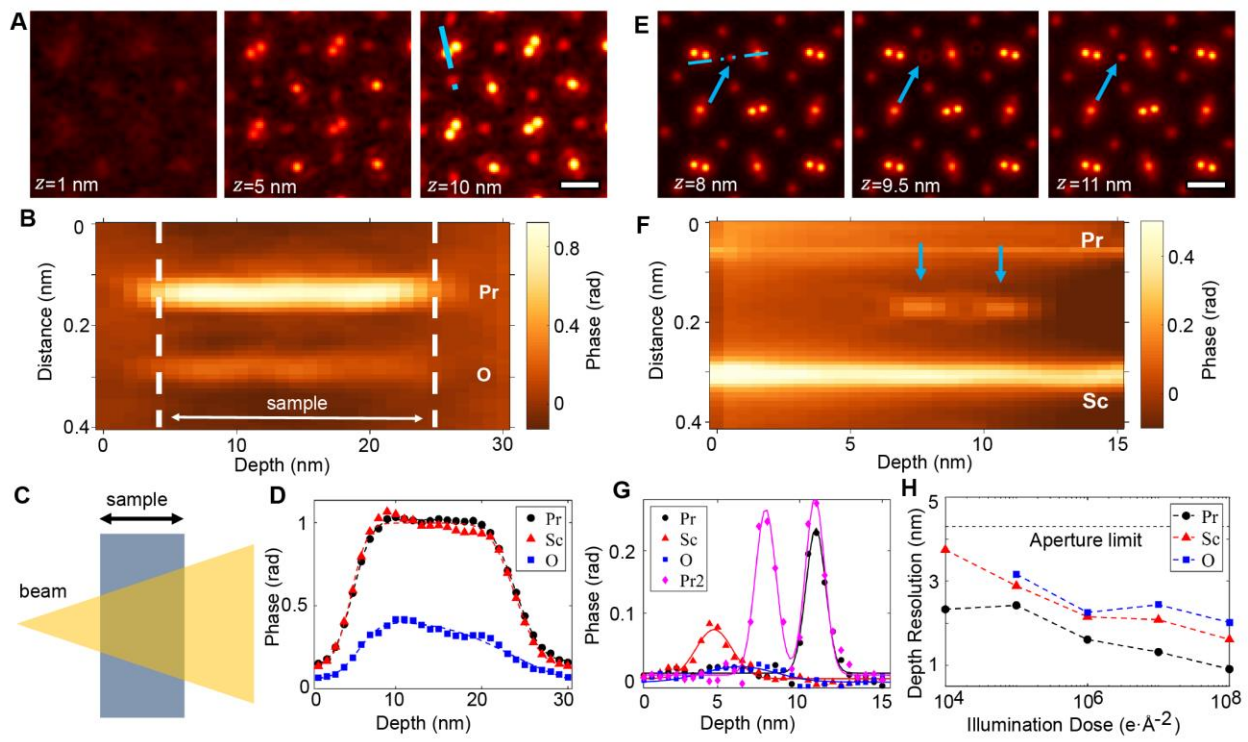 A
z=1 nm
z=5 nm
z=10 nm
B
0
0.2
0.4
Distance (nm)
Pr
O
sample
0
10
20
30
Depth (nm)
0.8
0.4
0
Phase (rad)
C
sample
beam
D
1
0.5
0
Phase (rad)
Pr
Sc
O
0
10
20
30
Depth (nm)
E
z=8 nm
z=9.5 nm
z=11 nm
F
0
0.2
0.4
Distance (nm)
Pr
Sc
0
5
10
15
Depth (nm)
0.4
0.2
0
Phase (rad)
G
0.2
0.1
0
Phase (rad)
Pr
Sc
O
Pr2
0
5
10
15
Depth (nm)
H
5
3
1
Depth Resolution (nm)
Aperture limit
Pr
Sc
O
10⁴
10⁶
10⁸
Illumination Dose (e·Å⁻²)